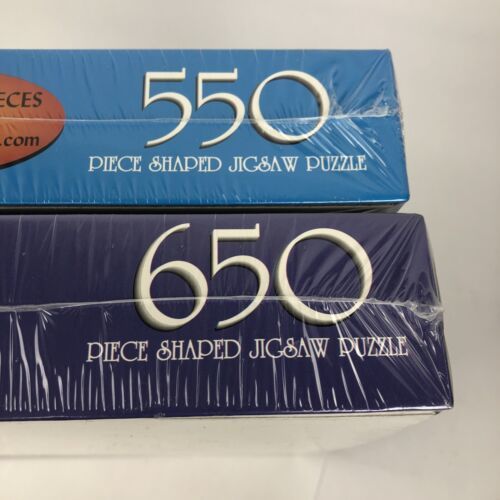 ECES
.com
550
PIECE SHAPED JIGSAW PUZZLE
650
PIECE SHAPED JIGSAW PUZZLE